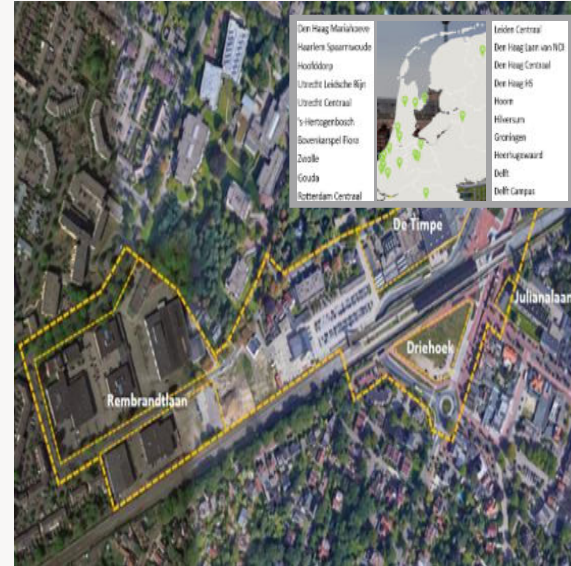 Den Haag Mariahoeve
Haarlem Spaarnwoude
Hoofddorp
Utrecht Leidsche Rijn
Utrecht Centraal
's-Hertogenbosch
Bovenkarspel Flora
Zwolle
Gouda
Rotterdam Centraal
Leiden Centraal
Den Haag Laan van NOI
Den Haag Centraal
Den Haag HS
Hoorn
Hilversum
Groningen
Heerhugowaard
Delft
Delft Campus
De Timpe
Julianalaan
Driehoek
Rembrandtlaan